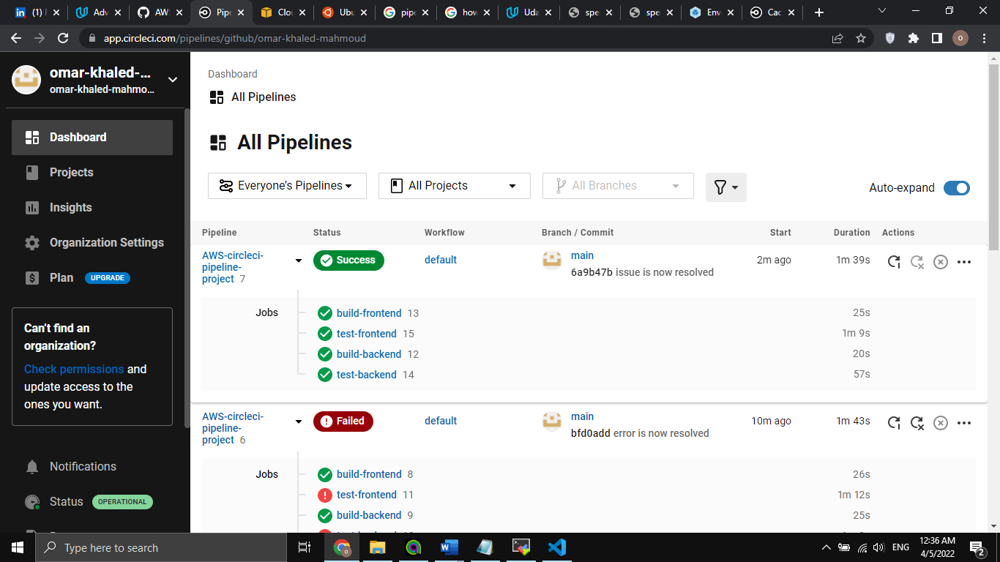 (1) F
Adv
AWS
Pipe
Clou
Ubu
pipe
how
Uda
spe
spe
Env
Cac
app.circleci.com/pipelines/github/omar-khaled-mahmoud
O
omar-khaled-...
omar-khaled-mahmo...
Dashboard
Projects
Insights
Organization Settings
Plan UPGRADE
Can't find an
organization?
Check permissions and
update access to the
ones you want.
Notifications
Status OPERATIONAL
Dashboard
All Pipelines
All Pipelines
Everyone's Pipelines
All Projects
All Branches
Auto-expand
Pipeline Status Workflow Branch / Commit Start Duration Actions
AWS-circleci-
pipeline-
project 7
Success
default
main
6a9b47b issue is now resolved
2m ago
1m 39s
Jobs
build-frontend 13 25s
test-frontend 15 1m 9s
build-backend 12 20s
test-backend 14 57s
AWS-circleci-
pipeline-
project 6
Failed
default
main
bfd0add error is now resolved
10m ago
1m 43s
Jobs
build-frontend 8 26s
test-frontend 11 1m 12s
build-backend 9 25s
Type here to search
ENG
12:36 AM
4/5/2022
2